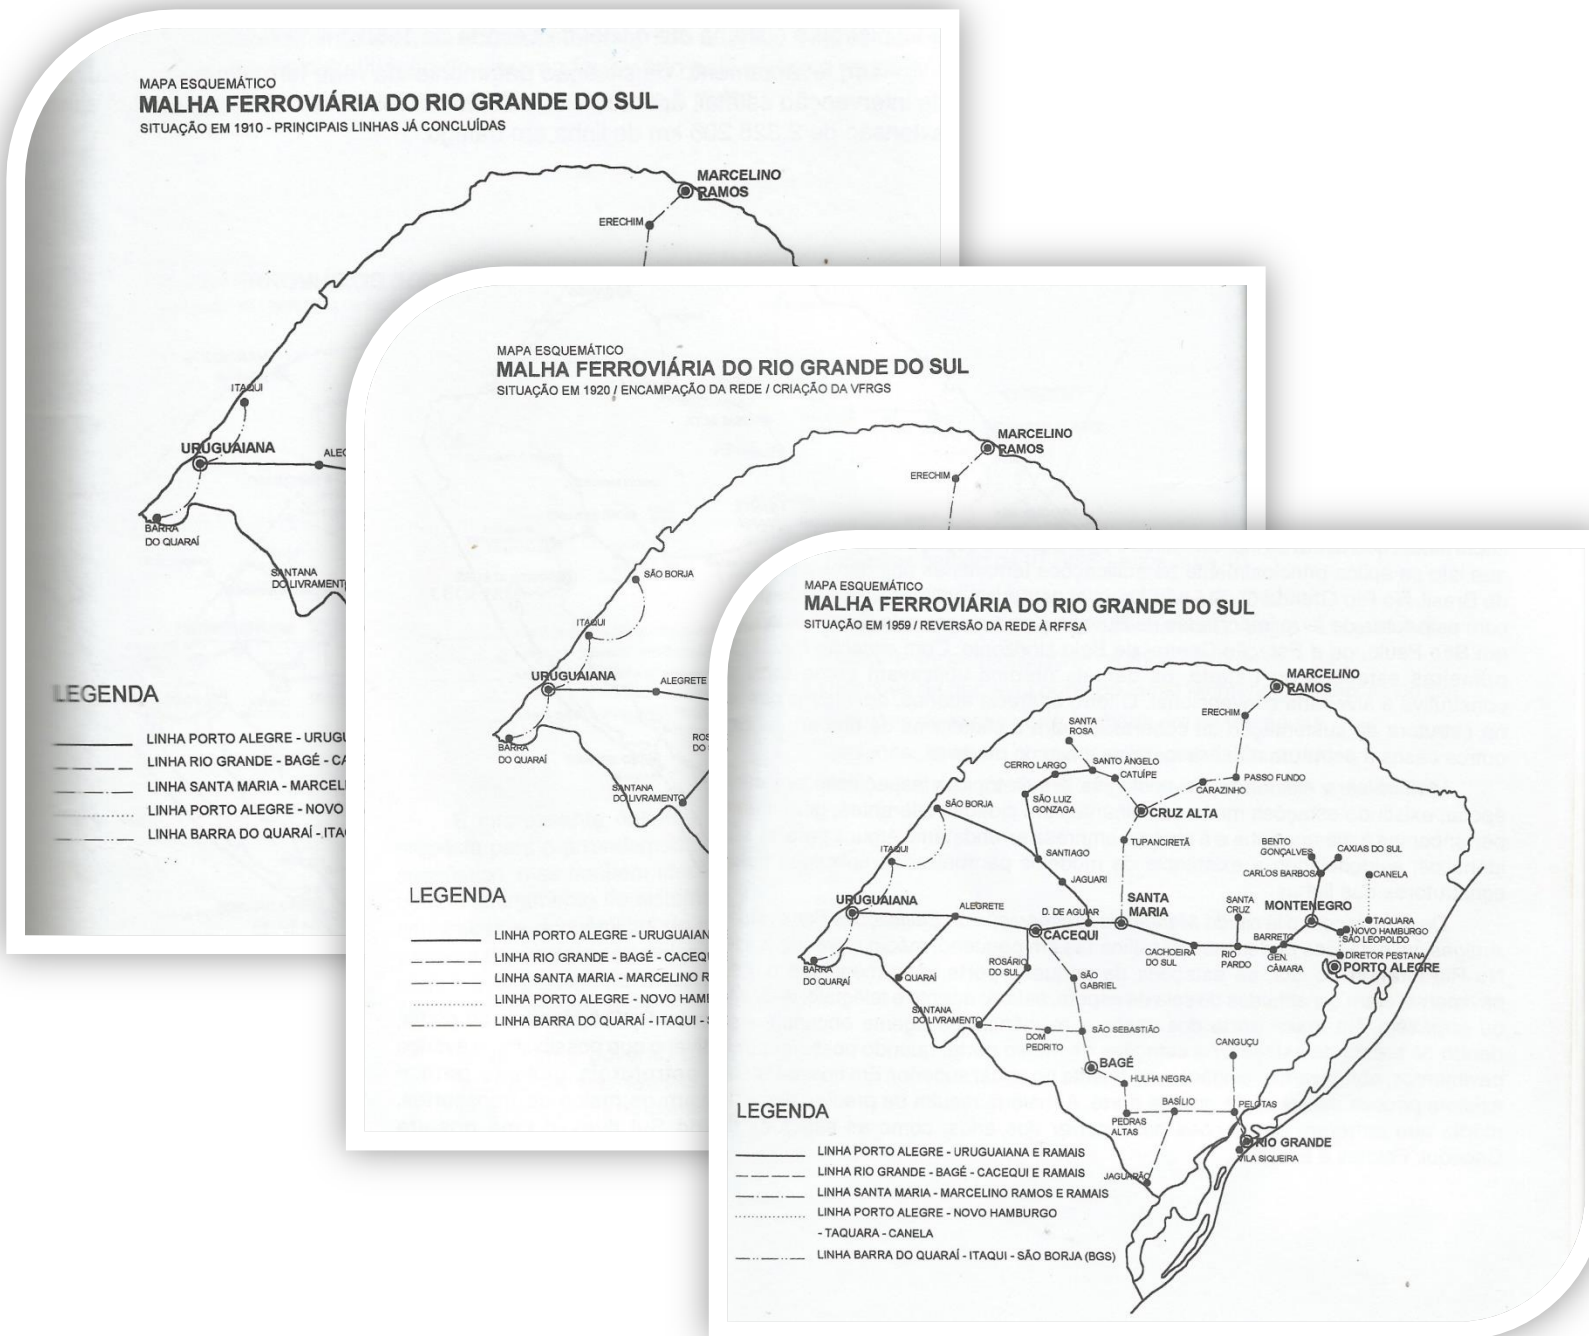 MAPA ESQUEMÁTICO
MALHA FERROVIÁRIA DO RIO GRANDE DO SUL
SITUAÇÃO EM 1910 - PRINCIPAIS LINHAS JÁ CONCLUÍDAS
MARCELINO
RAMOS
ERECHIM
ITAQUI
URUGUAIANA
ALEG
BARRA
DO QUARAÍ
SANTANA
DO LIVRAMENTO
LEGENDA
LINHA PORTO ALEGRE - URUGU
LINHA RIO GRANDE - BAGÉ - CA
LINHA SANTA MARIA - MARCEL
LINHA PORTO ALEGRE - NOVO
LINHA BARRA DO QUARAÍ - ITA
MAPA ESQUEMÁTICO
MALHA FERROVIÁRIA DO RIO GRANDE DO SUL
SITUAÇÃO EM 1920 / ENCAMPAÇÃO DA REDE / CRIAÇÃO DA VFRGS
MARCELINO
RAMOS
ERECHIM
SÃO BORJA
ITAQUI
URUGUAIANA
ALEGRETE
BARRA
DO QUARAÍ
ROS
DO
SANTANA
DO LIVRAMENTO
LEGENDA
LINHA PORTO ALEGRE - URUGUAIAN
LINHA RIO GRANDE - BAGÉ - CACEQ
LINHA SANTA MARIA - MARCELINO R
LINHA PORTO ALEGRE - NOVO HAM
LINHA BARRA DO QUARAÍ - ITAQUI - S
MAPA ESQUEMÁTICO
MALHA FERROVIÁRIA DO RIO GRANDE DO SUL
SITUAÇÃO EM 1959 / REVERSÃO DA REDE À RFFSA
MARCELINO
RAMOS
ERECHIM
SANTA
ROSA
CERRO LARGO
SANTO ÂNGELO
CATUÍPE
PASSO FUNDO
CARAZINHO
SÃO BORJA
SÃO LUIZ
GONZAGA
CRUZ ALTA
TUPANCIRETÃ
BENTO
GONÇALVES
CAXIAS DO SUL
ITAQUI
SANTIAGO
CARLOS BARBOSA
CANELA
JAGUARI
URUGUAIANA
ALEGRETE
D. DE AGUIAR
SANTA
MARIA
SANTA
CRUZ
MONTENEGRO
TAQUARA
NOVO HAMBURGO
SÃO LEOPOLDO
CACEQUI
CACHOEIRA
DO SUL
RIO
PARDO
BARRETO
GEN.
CÂMARA
DIRETOR PESTANA
PORTO ALEGRE
BARRA
DO QUARAÍ
QUARAÍ
ROSÁRIO
DO SUL
SÃO
GABRIEL
SANTANA
DO LIVRAMENTO
DOM
PEDRITO
SÃO SEBASTIÃO
CANGUÇU
BAGÉ
HULHA NEGRA
BASÍLIO
PELOTAS
PEDRAS
ALTAS
RIO GRANDE
VILA SIQUEIRA
JAGUARÃO
LEGENDA
LINHA PORTO ALEGRE - URUGUAIANA E RAMAIS
LINHA RIO GRANDE - BAGÉ - CACEQUI E RAMAIS
LINHA SANTA MARIA - MARCELINO RAMOS E RAMAIS
LINHA PORTO ALEGRE - NOVO HAMBURGO
- TAQUARA - CANELA
LINHA BARRA DO QUARAÍ - ITAQUI - SÃO BORJA (BGS)